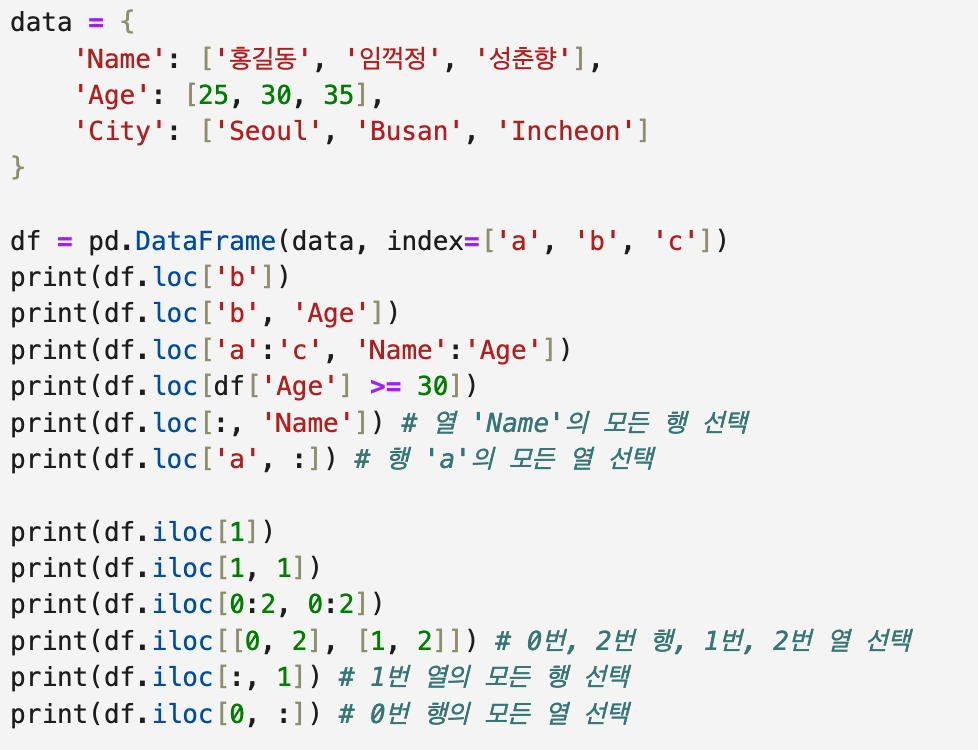 data = {
    'Name': ['홍길동', '임꺽정', '성춘향'],
    'Age': [25, 30, 35],
    'City': ['Seoul', 'Busan', 'Incheon']
}

df = pd.DataFrame(data, index=['a', 'b', 'c'])
print(df.loc['b'])
print(df.loc['b', 'Age'])
print(df.loc['a':'c', 'Name':'Age'])
print(df.loc[df['Age'] >= 30])
print(df.loc[:, 'Name']) # 열 'Name'의 모든 행 선택
print(df.loc['a', :]) # 행 'a'의 모든 열 선택

print(df.iloc[1])
print(df.iloc[1, 1])
print(df.iloc[0:2, 0:2])
print(df.iloc[[0, 2], [1, 2]]) # 0번, 2번 행, 1번, 2번 열 선택
print(df.iloc[:, 1]) # 1번 열의 모든 행 선택
print(df.iloc[0, :]) # 0번 행의 모든 열 선택